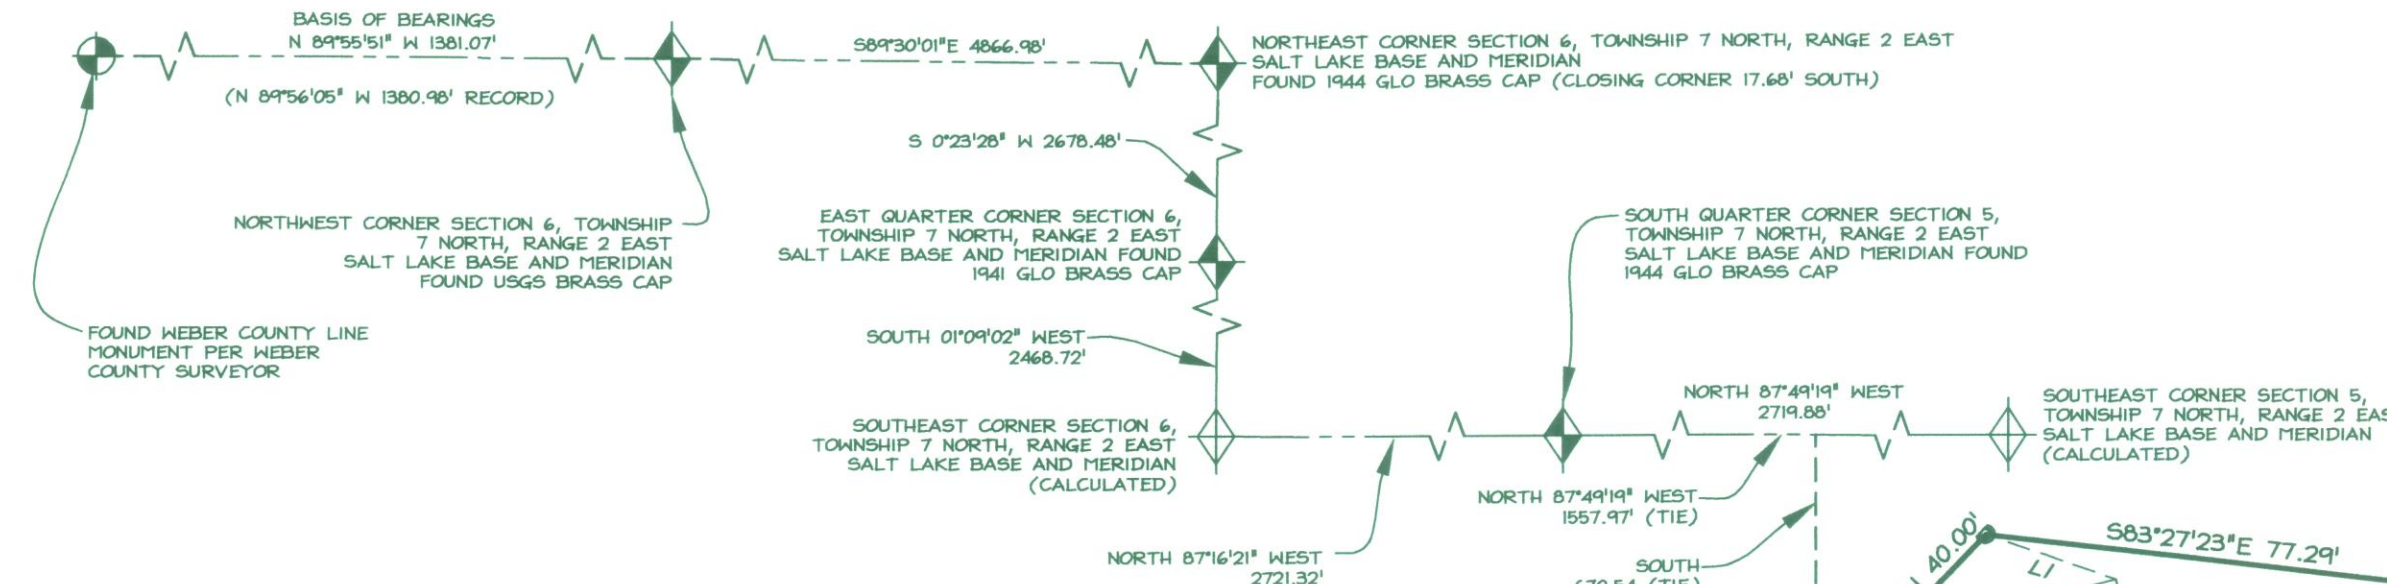 BASIS OF BEARINGS
N 89°55'51" W 1381.07'
(N 89°56'05" W 1380.98' RECORD)
S89°30'01"E 4866.98'
NORTHEAST CORNER SECTION 6, TOWNSHIP 7 NORTH, RANGE 2 EAST
SALT LAKE BASE AND MERIDIAN
FOUND 1944 GLO BRASS CAP (CLOSING CORNER 17.68' SOUTH)
S 0°23'28" W 2678.48'
NORTHWEST CORNER SECTION 6, TOWNSHIP
7 NORTH, RANGE 2 EAST
SALT LAKE BASE AND MERIDIAN
FOUND USGS BRASS CAP
EAST QUARTER CORNER SECTION 6,
TOWNSHIP 7 NORTH, RANGE 2 EAST
SALT LAKE BASE AND MERIDIAN FOUND
1941 GLO BRASS CAP
SOUTH QUARTER CORNER SECTION 5,
TOWNSHIP 7 NORTH, RANGE 2 EAST
SALT LAKE BASE AND MERIDIAN FOUND
1944 GLO BRASS CAP
FOUND WEBER COUNTY LINE
MONUMENT PER WEBER
COUNTY SURVEYOR
SOUTH 01°09'02" WEST
2468.72'
SOUTHEAST CORNER SECTION 6,
TOWNSHIP 7 NORTH, RANGE 2 EAST
SALT LAKE BASE AND MERIDIAN
(CALCULATED)
NORTH 87°49'19" WEST
2719.88'
SOUTHEAST CORNER SECTION 5,
TOWNSHIP 7 NORTH, RANGE 2 EAS
SALT LAKE BASE AND MERIDIAN
(CALCULATED)
NORTH 87°49'19" WEST
1557.97' (TIE)
NORTH 87°16'21" WEST
2721.32'
SOUTH
(TIE)
40.00'
S83°27'23"E 77.29'
L1